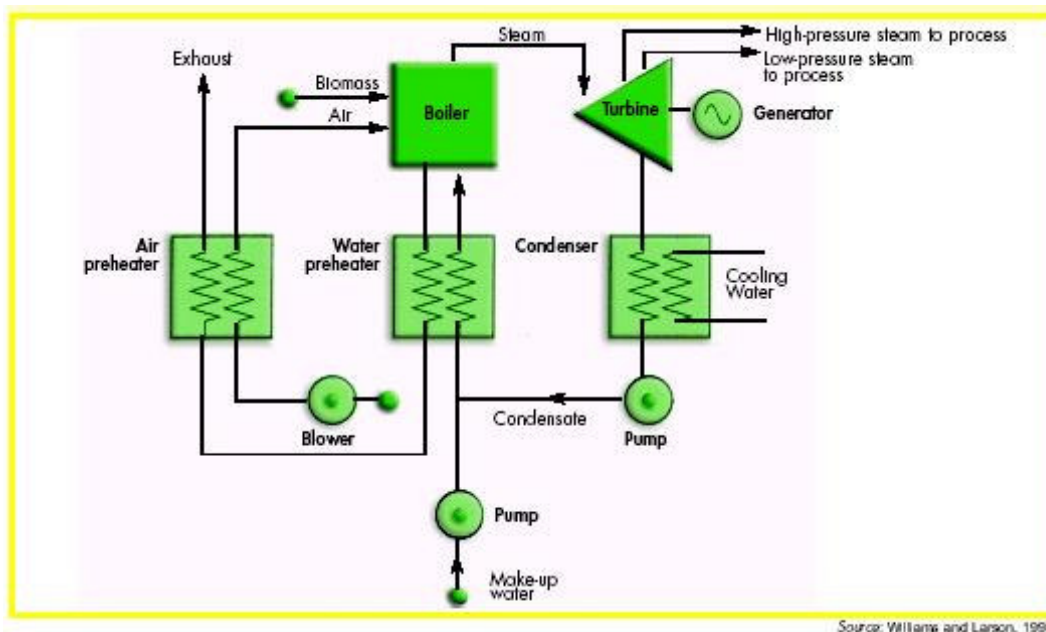 Steam
High-pressure steam to process
Low-pressure steam
to process
Exhaust
Biomass
Air
Boiler
Turbine
Generator
Air
preheater
Water
preheater
Condenser
Cooling
Water
Blower
Condensate
Pump
Pump
Make-up
water
Source: Williams and Larson, 199